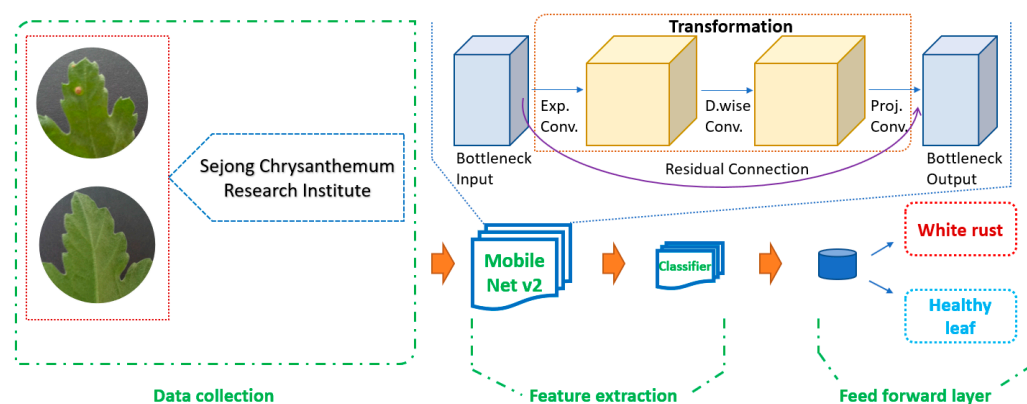 Transformation
Exp.
Conv.
D.wise
Conv.
Proj.
Conv.
Bottleneck
Input
Residual Connection
Bottleneck
Output
Sejong Chrysanthemum
Research Institute
Mobile
Net v2
Classifier
White rust
Healthy
leaf
Data collection
Feature extraction
Feed forward layer